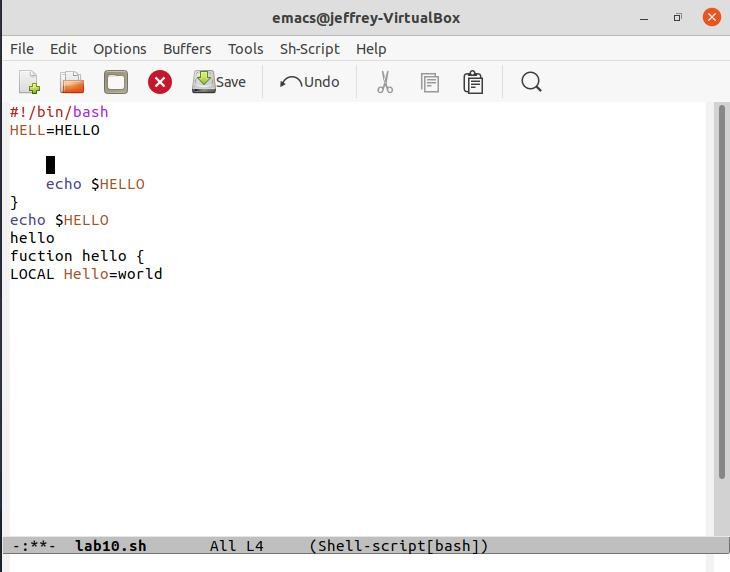 emacs@jeffrey-VirtualBox
File Edit Options Buffers Tools Sh-Script Help
Save Undo
#!/bin/bash
HELL=HELLO
echo $HELLO
}
echo $HELLO
hello
fuction hello {
LOCAL Hello=world
-:**- lab10.sh All L4 (Shell-script[bash])